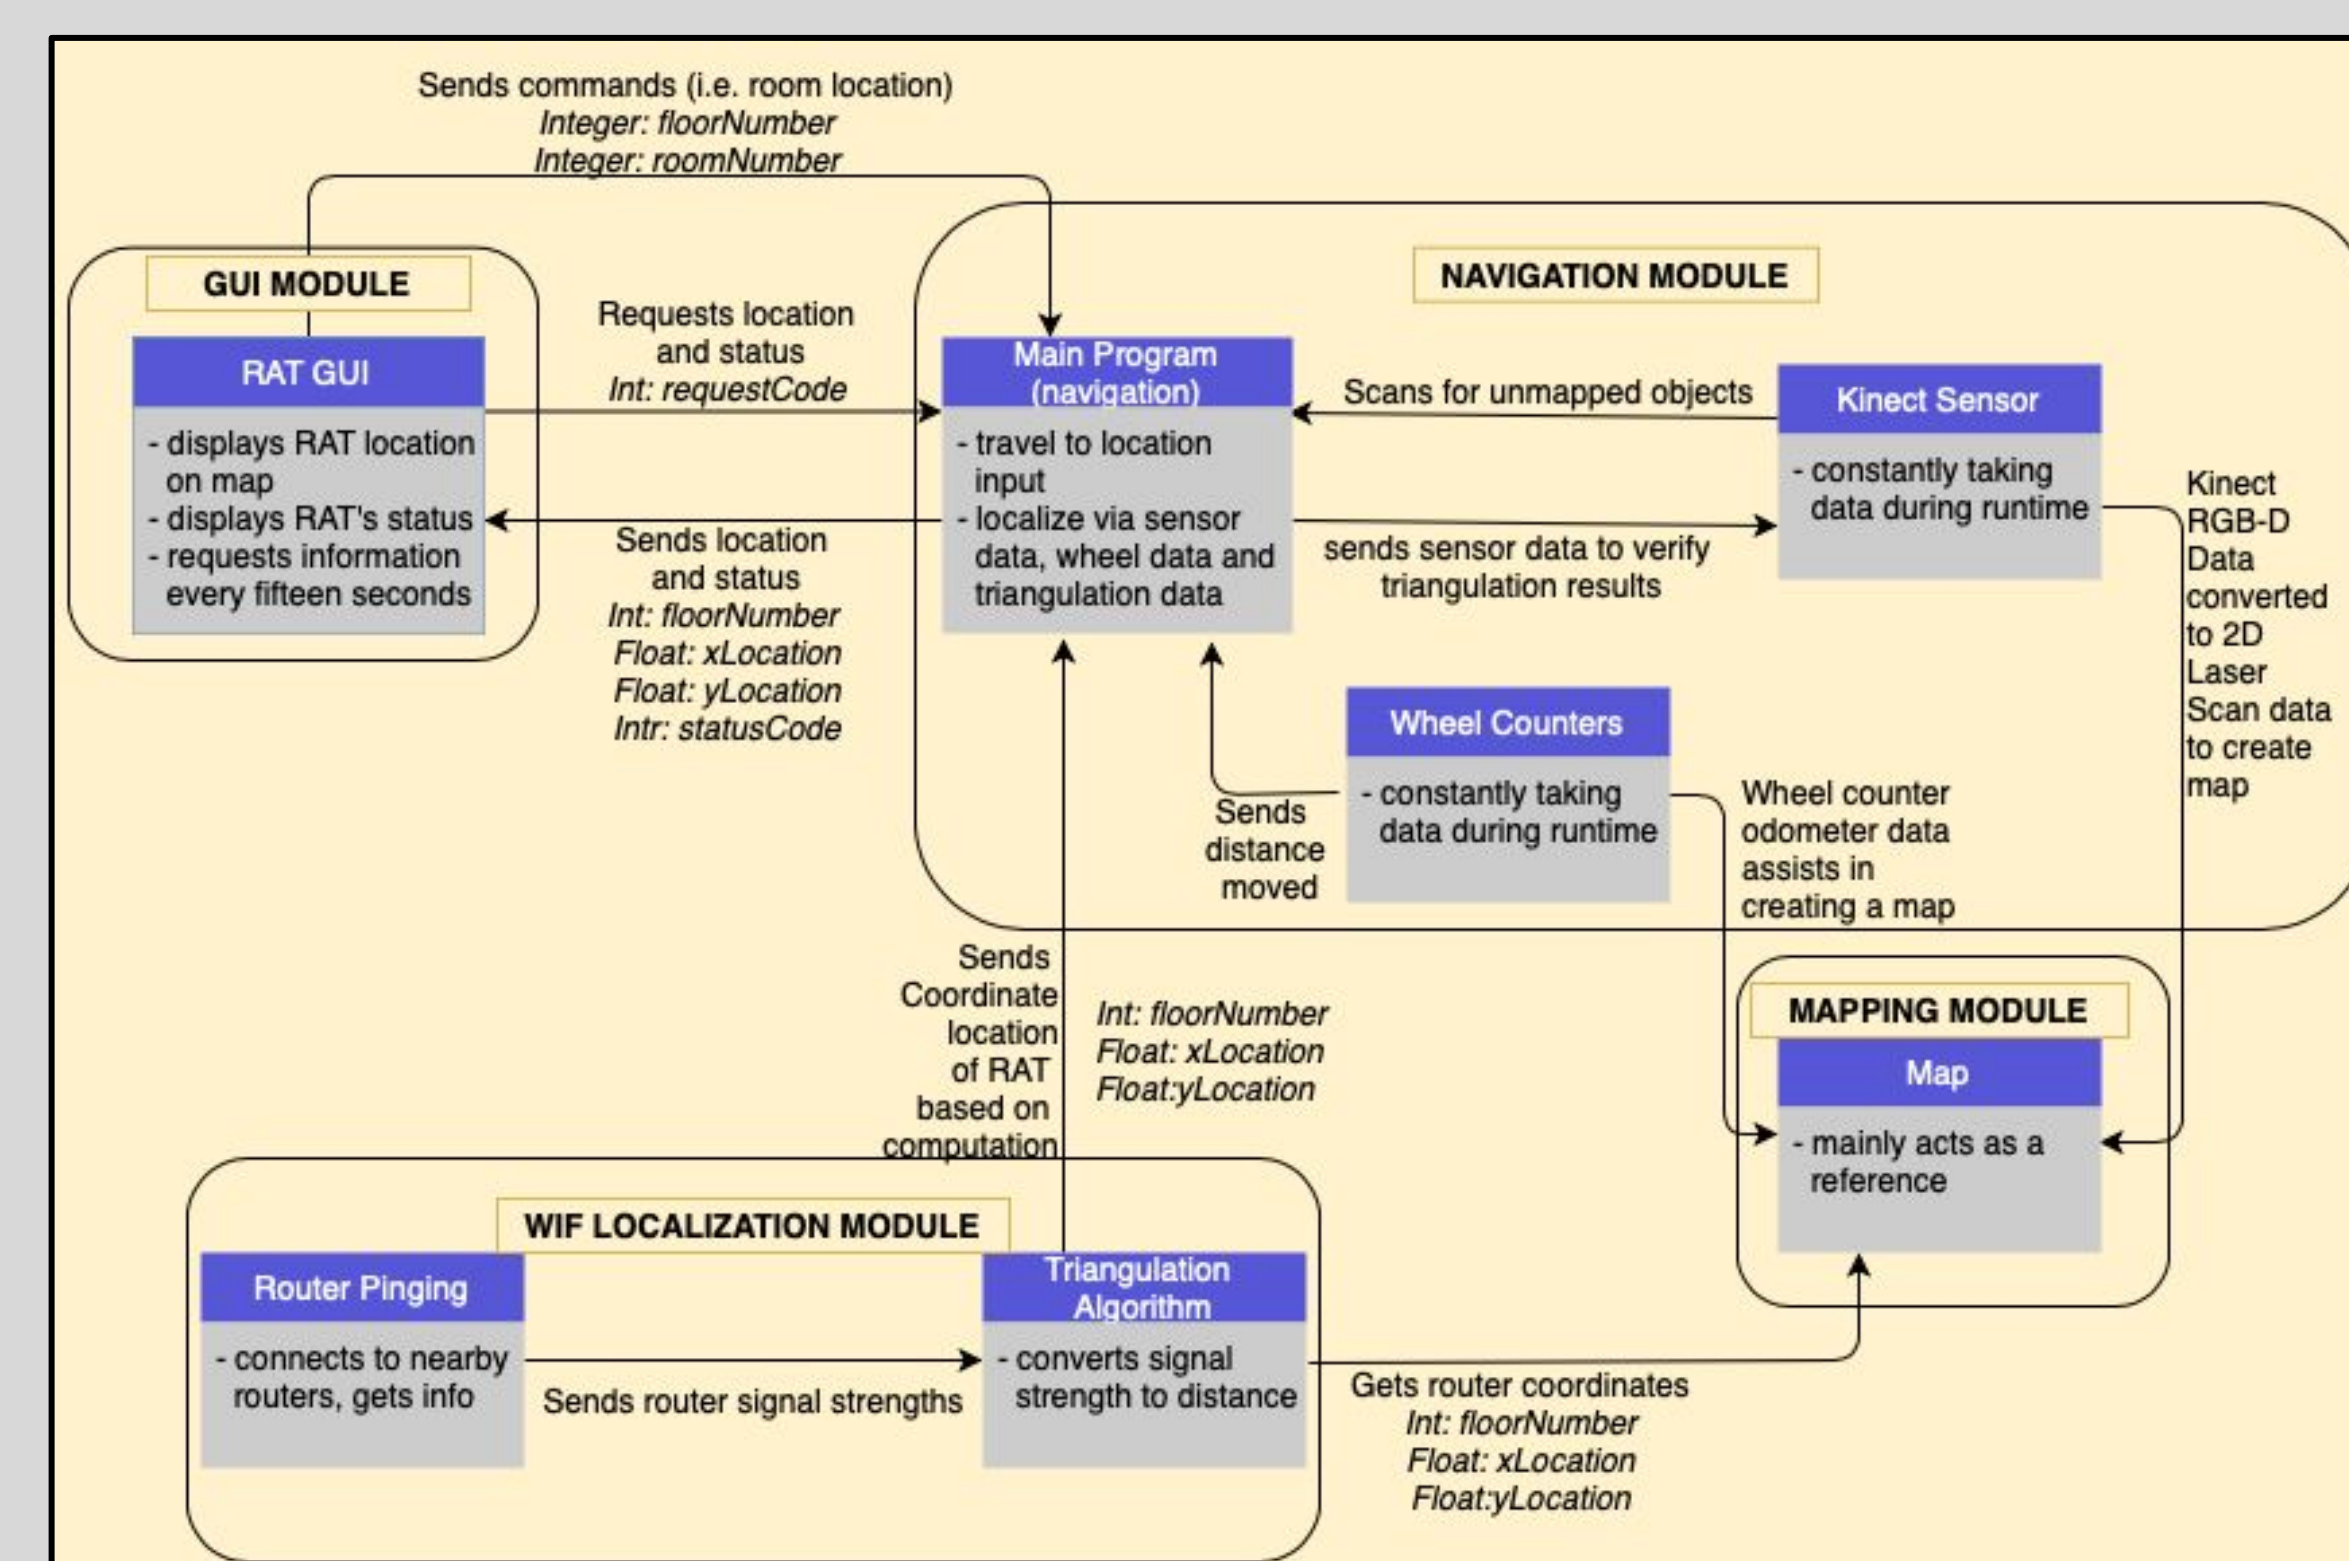 Sends commands (i.e. room location)
Integer: floorNumber
Integer: roomNumber
GUI MODULE
RAT GUI
- displays RAT location
on map
- displays RAT's status
- requests information
every fifteen seconds
Requests location
and status
Int: requestCode
Sends location
and status
Int: floorNumber
Float: xLocation
Float: yLocation
Intr: statusCode
NAVIGATION MODULE
Main Program
(navigation)
- travel to location
input
- localize via sensor
data, wheel data and
triangulation data
Scans for unmapped objects
sends sensor data to verify
triangulation results
Kinect Sensor
- constantly taking
data during runtime
Kinect
RGB-D
Data
converted
to 2D
Laser
Scan data
to create
map
Wheel Counters
- constantly taking
data during runtime
Sends
distance
moved
Wheel counter
odometer data
assists in
creating a map
Sends
Coordinate
location
of RAT
based on
computation
Int: floorNumber
Float: xLocation
Float:yLocation
MAPPING MODULE
Map
- mainly acts as a
reference
WIF LOCALIZATION MODULE
Router Pinging
- connects to nearby
routers, gets info
Sends router signal strengths
Triangulation
Algorithm
- converts signal
strength to distance
Gets router coordinates
Int: floorNumber
Float: xLocation
Float:yLocation